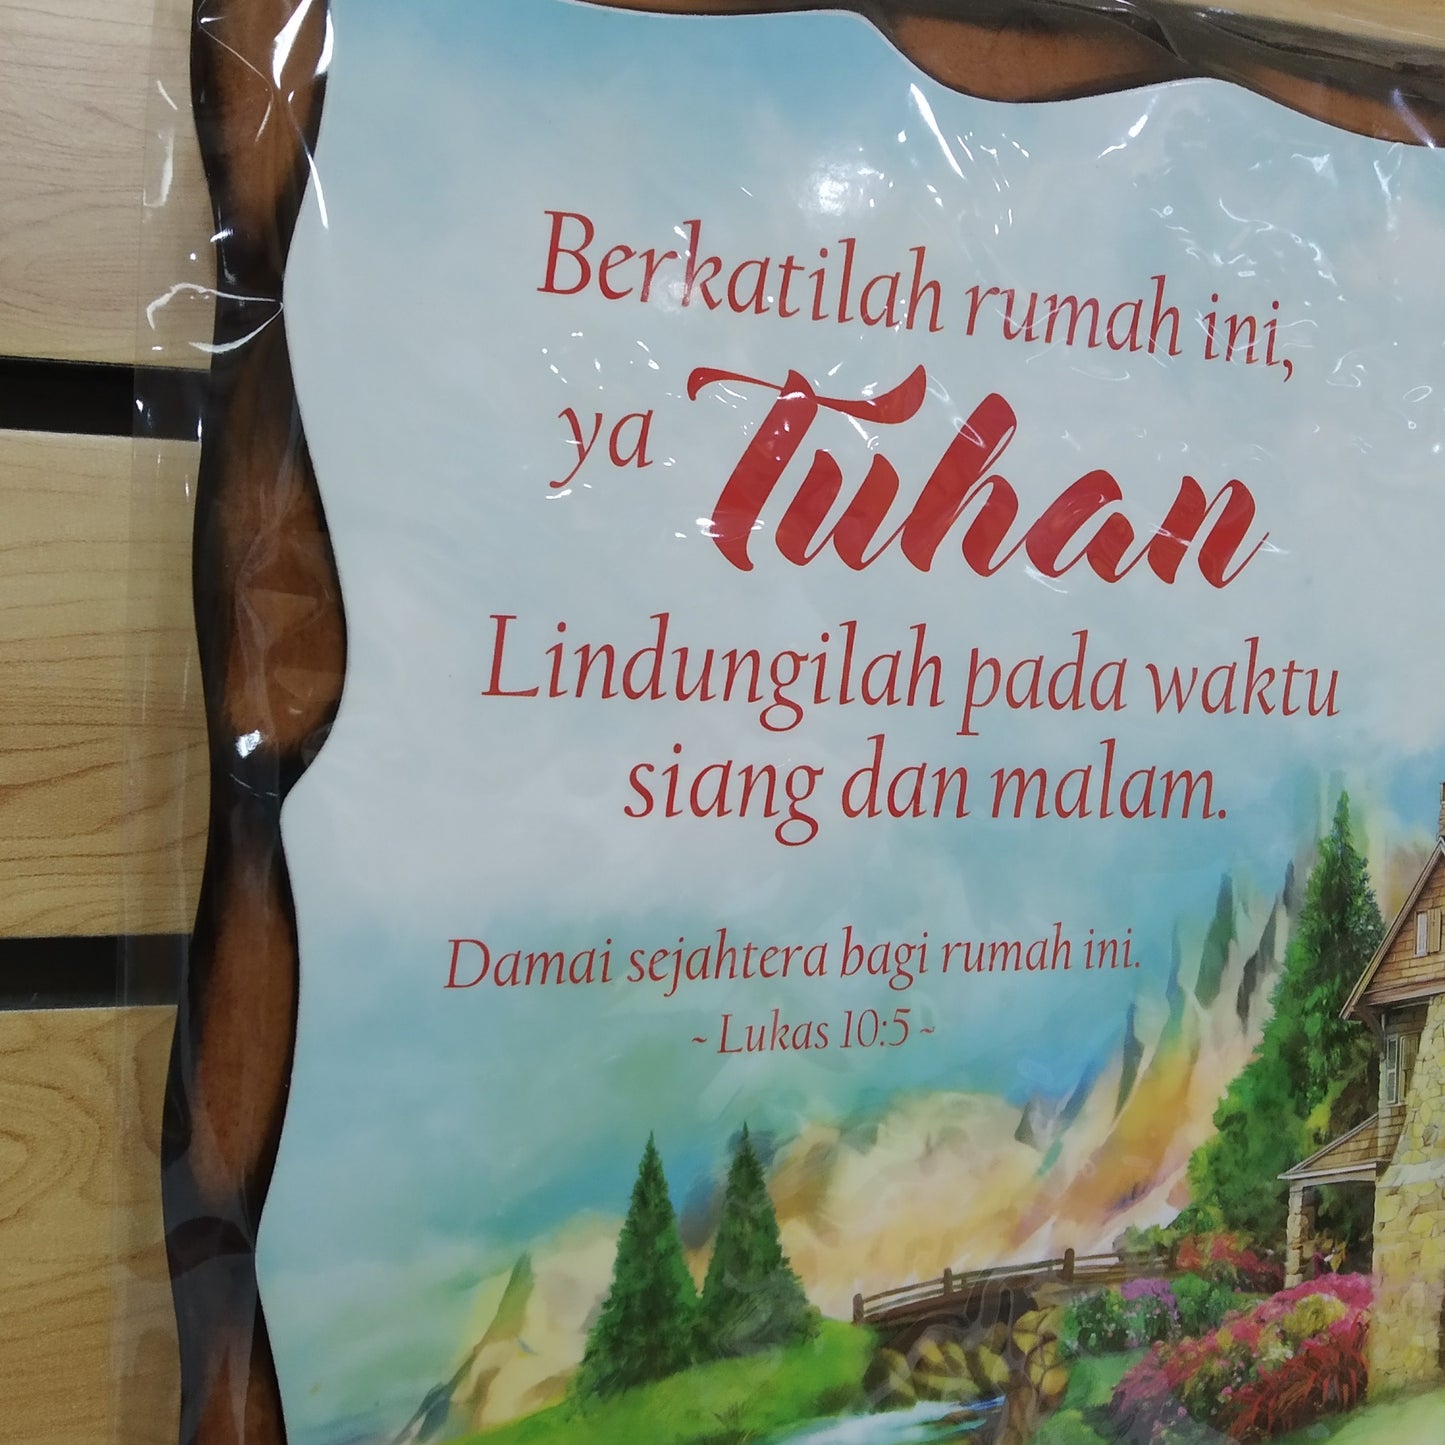 Berkatilah rumah ini,
ya Tuhan
Lindungilah pada waktu
siang dan malam.
Damai sejahtera bagi rumah ini.
~ Lukas 10:5 ~